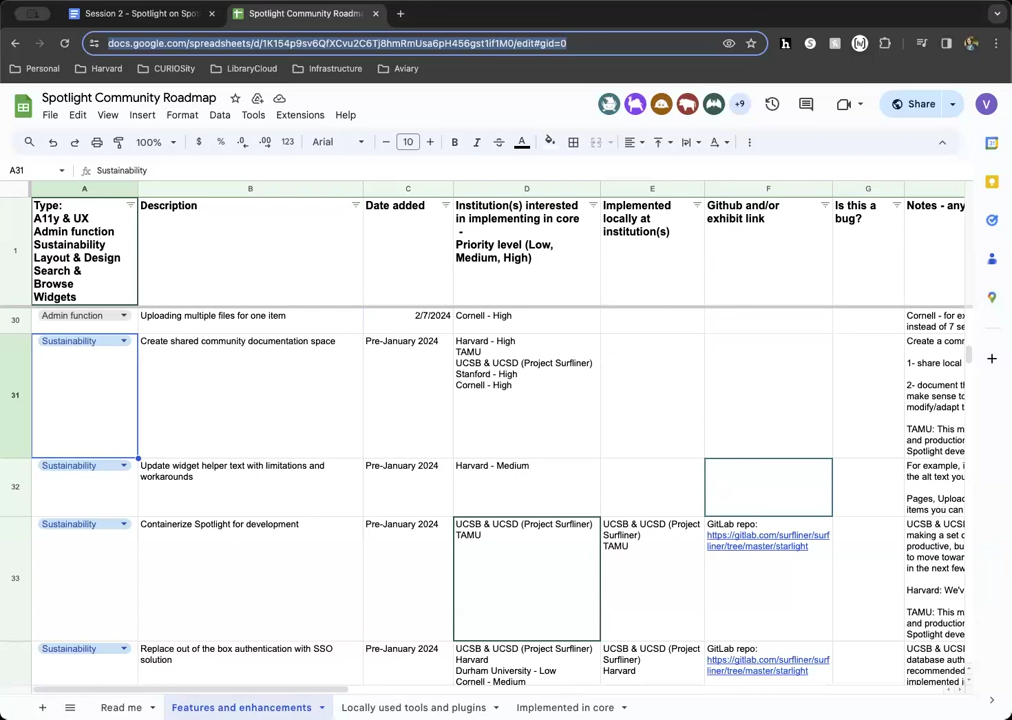 Session 2 - Spotlight on Spot
Spotlight Community Roadm
docs.google.com/spreadsheets/d/1K154p9sv6QfXCvu2C6Tj8hmRmUsa6pH456gst1if1M0/edit#gid=0
Personal
Harvard
CURIOSity
LibraryCloud
Infrastructure
Aviary
Spotlight Community Roadmap
+9
Share
V
File Edit View Insert Format Data Tools Extensions Help
100% $ % .0 .00 123 Arial 10 B I A
A31 fx Sustainability
A B C D E F G
1
Type:
A11y & UX
Admin function
Sustainability
Layout & Design
Search &
Browse
Widgets
Description
Date added
Institution(s) interested
in implementing in core
-
Priority level (Low,
Medium, High)
Implemented
locally at
institution(s)
Github and/or
exhibit link
Is this a
bug?
Notes - any
30
Admin function
Uploading multiple files for one item
2/7/2024
Cornell - High
Cornell - for ex
instead of 7 se
31
Sustainability
Create shared community documentation space
Pre-January 2024
Harvard - High
TAMU
UCSB & UCSD (Project Surfliner)
Stanford - High
Cornell - High
Create a comm
1- share local
2- document th
make sense to
modify/adapt t
TAMU: This m
and production
Spotlight deve
32
Sustainability
Update widget helper text with limitations and
workarounds
Pre-January 2024
Harvard - Medium
For example, i
the alt text you
Pages, Upload
items you can
33
Sustainability
Containerize Spotlight for development
Pre-January 2024
UCSB & UCSD (Project Surfliner)
TAMU
UCSB & UCSD (Project
Surfliner)
TAMU
GitLab repo:
https://gitlab.com/surfliner/surf
liner/tree/master/starlight
UCSB & UCSI
making a set c
productive, bu
to move towar
in the next few
Harvard: We'v
TAMU: This m
and production
Spotlight deve
Sustainability
Replace out of the box authentication with SSO
solution
Pre-January 2024
UCSB & UCSD (Project Surfliner)
Harvard
Durham University - Low
Cornell - Medium
UCSB & UCSD (Project
Surfliner)
Harvard
GitLab repo:
https://gitlab.com/surfliner/surf
liner/tree/master/starlight
UCSB & UCSI
database auth
recommended
implemented i
Read me
Features and enhancements
Locally used tools and plugins
Implemented in core